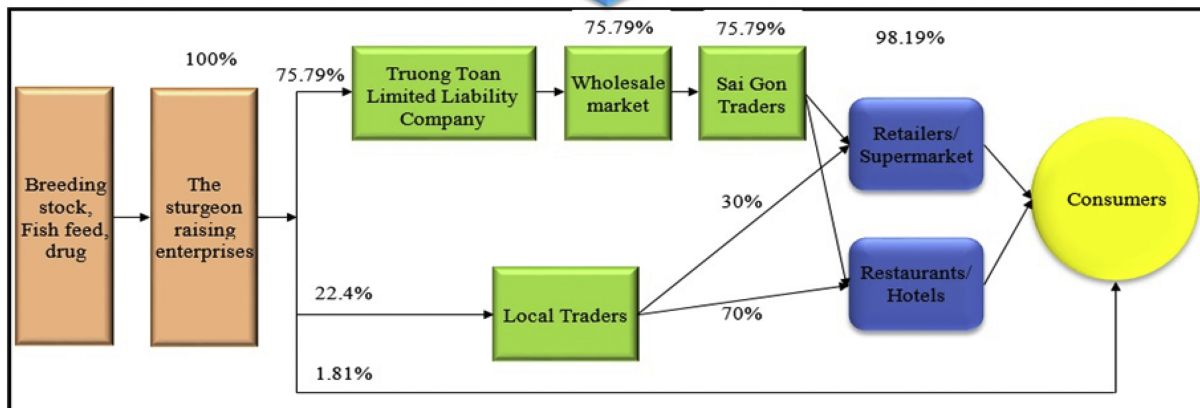 75.79%
75.79%
98.19%
100%
75.79%
Truong Toan
Limited Liability
Company
Wholesale
market
Sai Gon
Traders
Retailers/
Supermarket
Breeding
stock,
Fish feed,
drug
The
sturgeon
raising
enterprises
Consumers
30%
22.4%
Local Traders
70%
Restaurants/
Hotels
1.81%